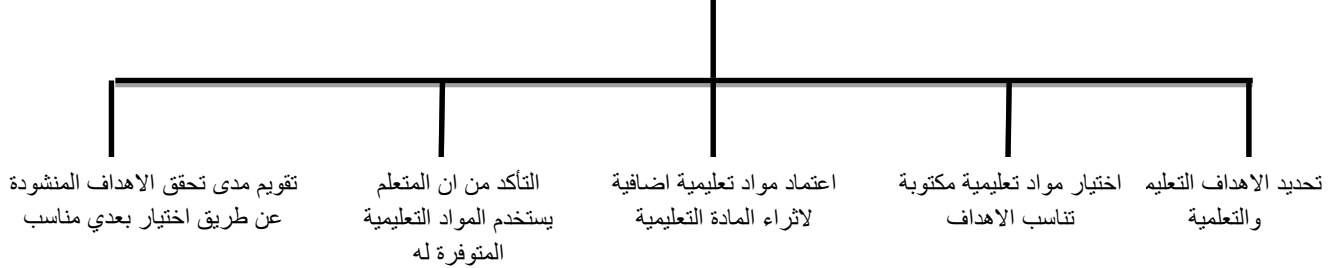 تحديد الاهداف التعليم
والتعلمية
اختيار مواد تعليمية مكتوبة
تناسب الاهداف
اعتماد مواد تعليمية اضافية
لاثراء المادة التعليمية
التأكد من ان المتعلم
يستخدم المواد التعليمية
المتوفرة له
تقويم مدى تحقق الاهداف المنشودة
عن طريق اختيار بعدي مناسب